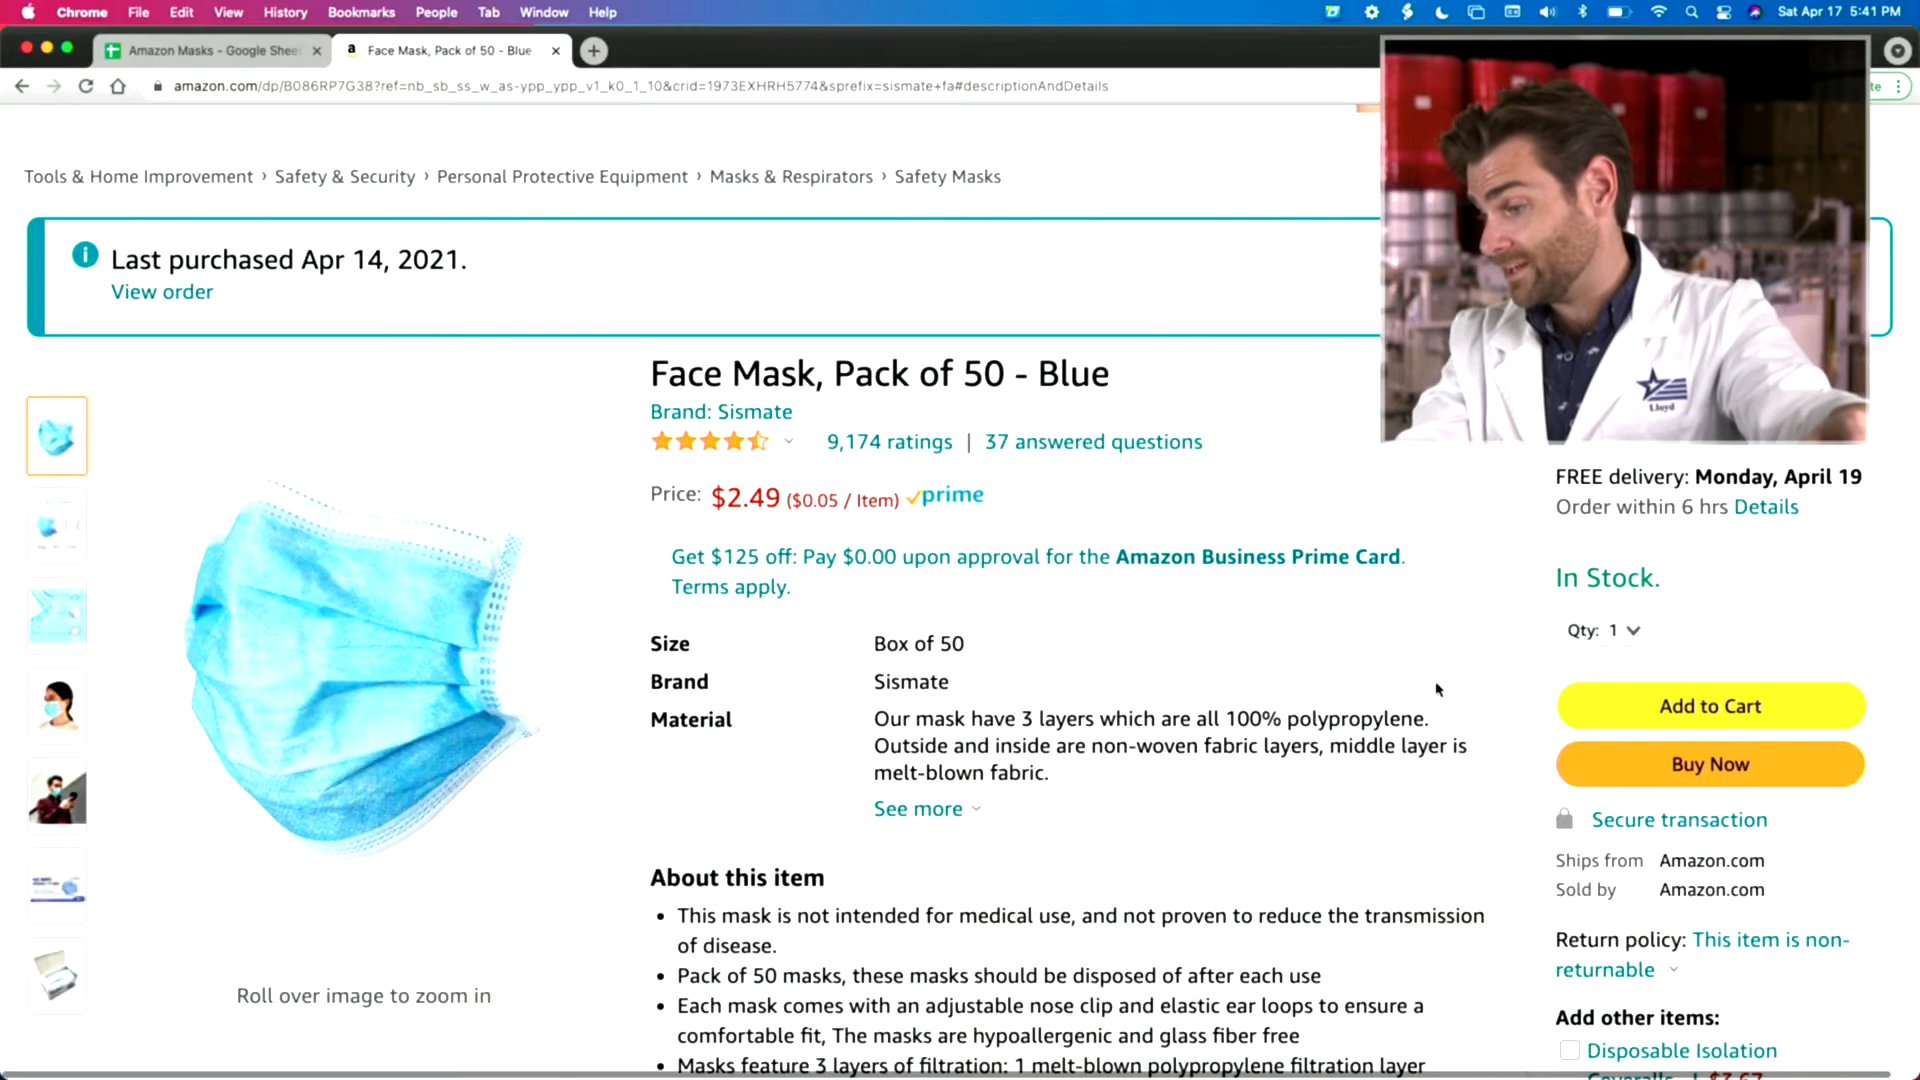 Chrome File Edit View History Bookmarks People Tab Window Help Sat Apr 17 5:41 PM
Amazon Masks - Google Shee Face Mask, Pack of 50 - Blue
amazon.com/dp/B086RP7G38?ref=nb_sb_ss_w_as-ypp_ypp_v1_k0_1_10&crid=1973EXHRH5774&sprefix=sismate+fa#descriptionAndDetails
Tools & Home Improvement › Safety & Security › Personal Protective Equipment › Masks & Respirators › Safety Masks
Last purchased Apr 14, 2021.
View order
Lloyd
Face Mask, Pack of 50 - Blue
Brand: Sismate
9,174 ratings | 37 answered questions
Price: $2.49 ($0.05 / Item) prime
Get $125 off: Pay $0.00 upon approval for the Amazon Business Prime Card.
Terms apply.
Size Box of 50
Brand Sismate
Material Our mask have 3 layers which are all 100% polypropylene.
Outside and inside are non-woven fabric layers, middle layer is
melt-blown fabric.
See more
About this item
• This mask is not intended for medical use, and not proven to reduce the transmission
of disease.
• Pack of 50 masks, these masks should be disposed of after each use
• Each mask comes with an adjustable nose clip and elastic ear loops to ensure a
comfortable fit, The masks are hypoallergenic and glass fiber free
• Masks feature 3 layers of filtration: 1 melt-blown polypropylene filtration layer
Roll over image to zoom in
FREE delivery: Monday, April 19
Order within 6 hrs Details
In Stock.
Qty: 1
Add to Cart
Buy Now
Secure transaction
Ships from Amazon.com
Sold by Amazon.com
Return policy: This item is non-
returnable
Add other items:
Disposable Isolation